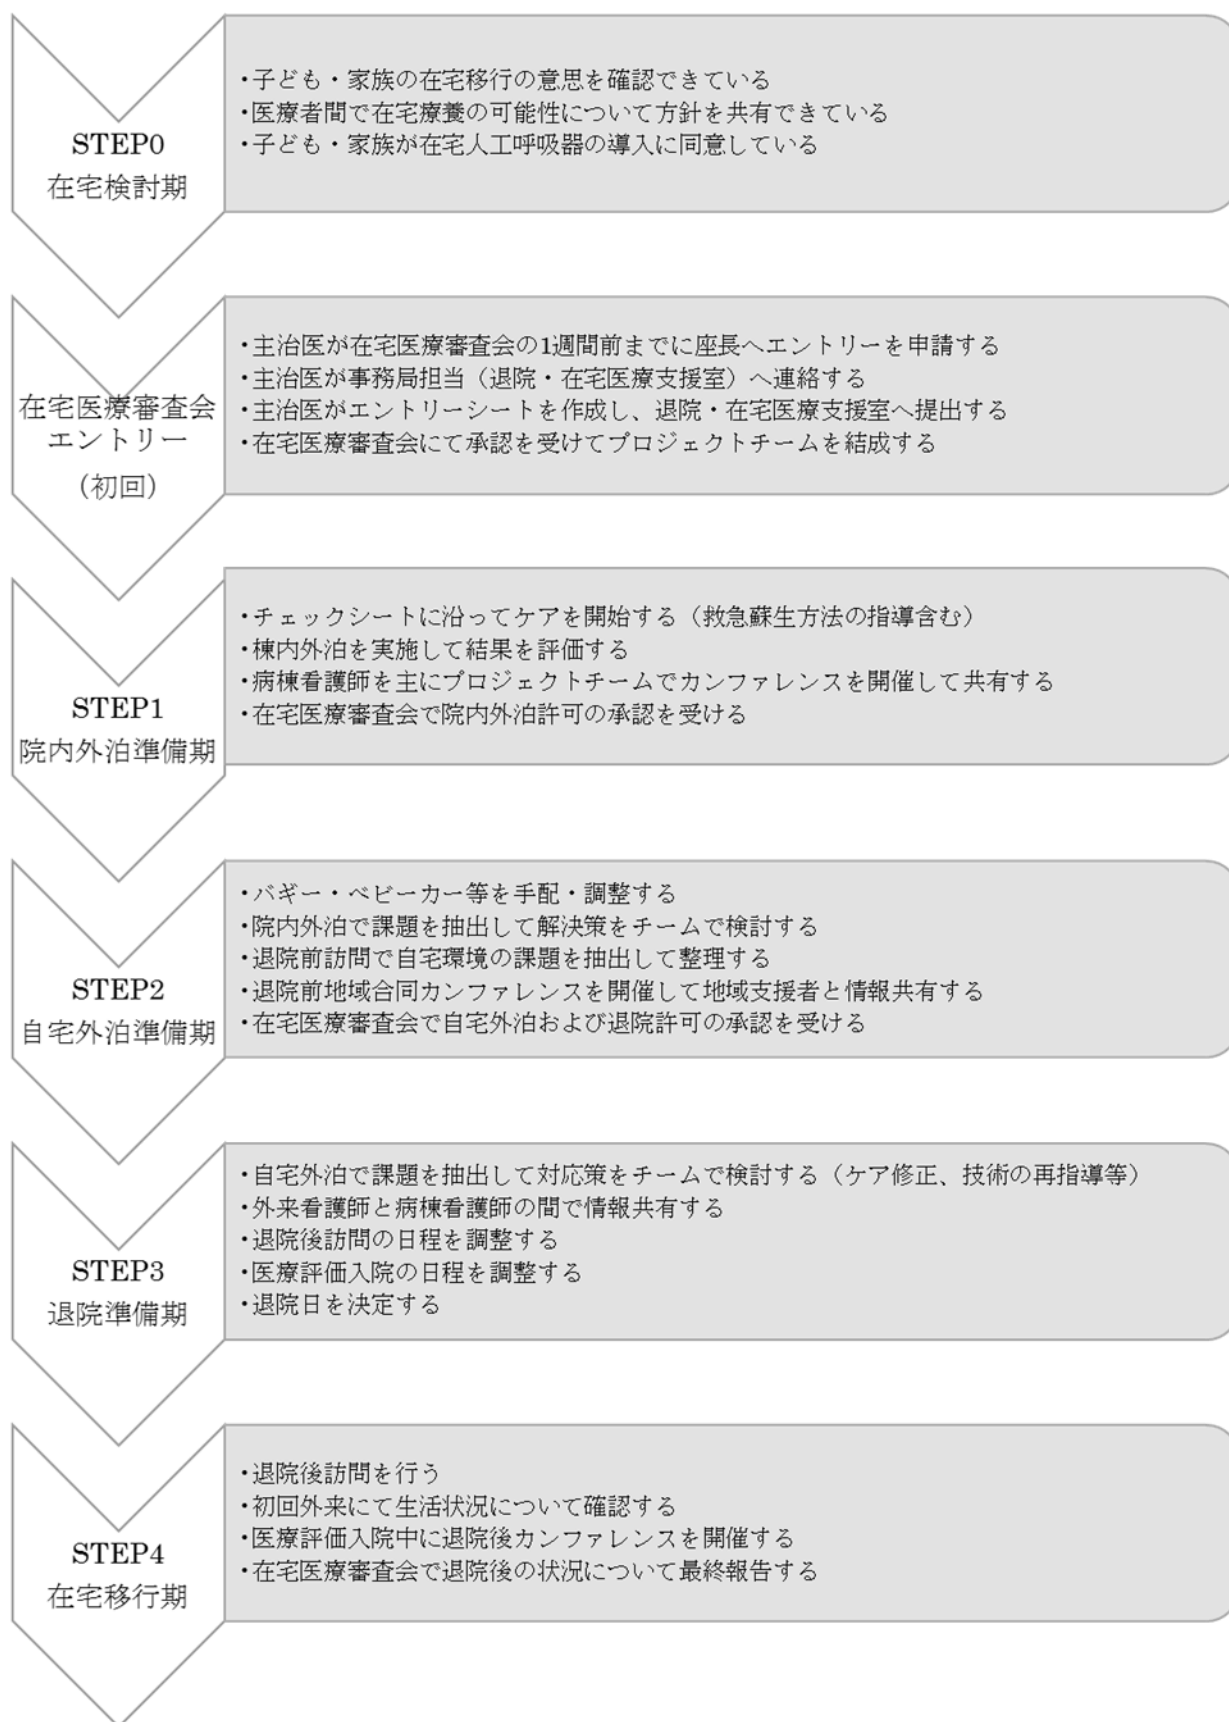 STEP0
在宅検討期
・子ども・家族の在宅移行の意思を確認できている
・医療者間で在宅療養の可能性について方針を共有できている
・子ども・家族が在宅人工呼吸器の導入に同意している
在宅医療審査会
エントリー
（初回）
・主治医が在宅医療審査会の1週間前までに座長へエントリーを申請する
・主治医が事務局担当（退院・在宅医療支援室）へ連絡する
・主治医がエントリーシートを作成し、退院・在宅医療支援室へ提出する
・在宅医療審査会にて承認を受けてプロジェクトチームを結成する
STEP1
院内外泊準備期
・チェックシートに沿ってケアを開始する（救急蘇生方法の指導含む）
・棟内外泊を実施して結果を評価する
・病棟看護師を主にプロジェクトチームでカンファレンスを開催して共有する
・在宅医療審査会で院内外泊許可の承認を受ける
STEP2
自宅外泊準備期
・バギー・ベビーカー等を手配・調整する
・院内外泊で課題を抽出して解決策をチームで検討する
・退院前訪問で自宅環境の課題を抽出して整理する
・退院前地域合同カンファレンスを開催して地域支援者と情報共有する
・在宅医療審査会で自宅外泊および退院許可の承認を受ける
STEP3
退院準備期
・自宅外泊で課題を抽出して対応策をチームで検討する（ケア修正、技術の再指導等）
・外来看護師と病棟看護師の間で情報共有する
・退院後訪問の日程を調整する
・医療評価入院の日程を調整する
・退院日を決定する
STEP4
在宅移行期
・退院後訪問を行う
・初回外来にて生活状況について確認する
・医療評価入院中に退院後カンファレンスを開催する
・在宅医療審査会で退院後の状況について最終報告する